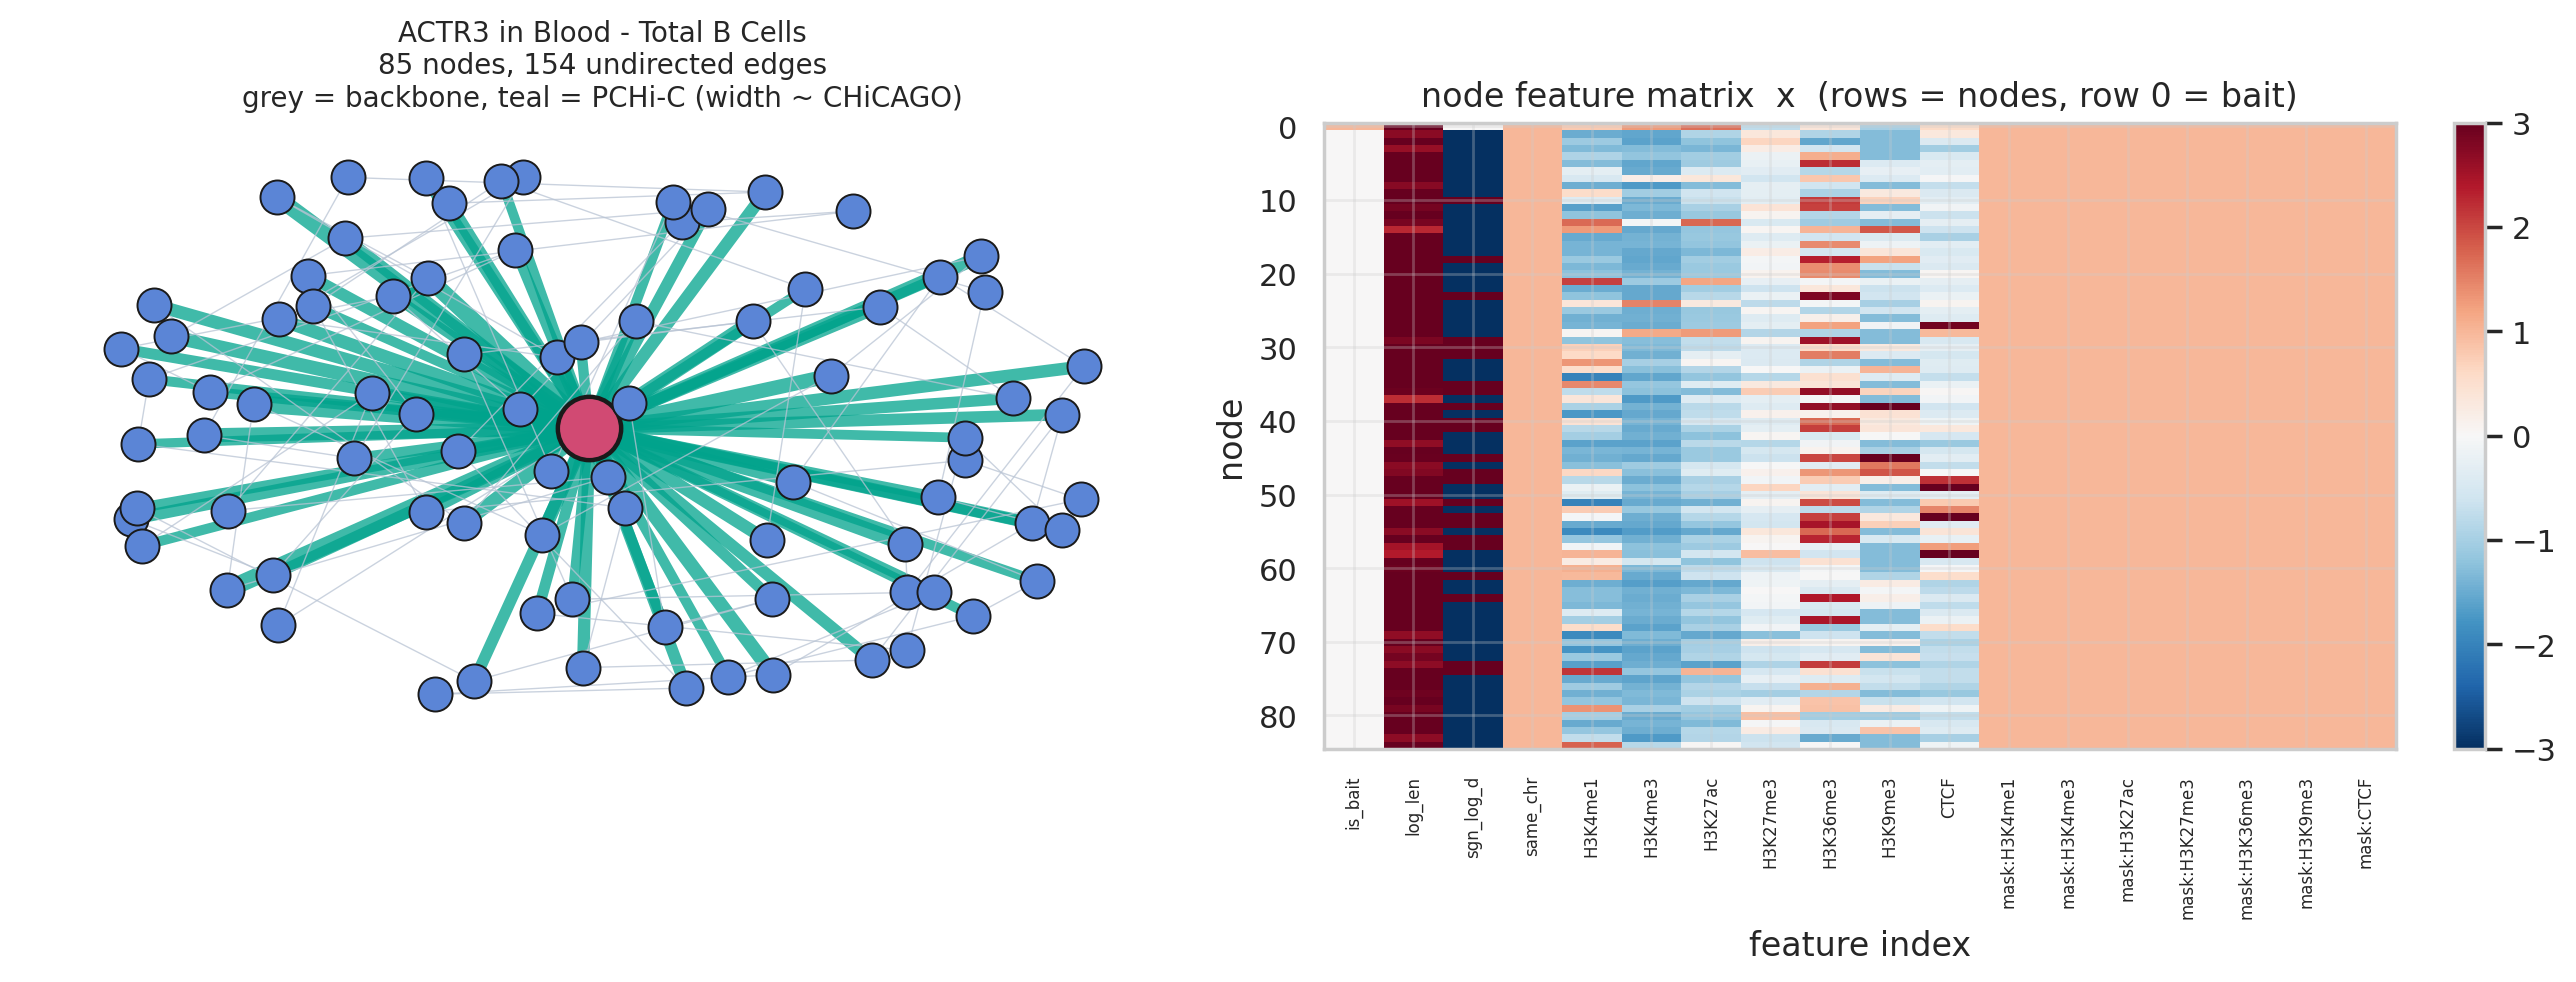 ACTR3 in Blood - Total B Cells
85 nodes, 154 undirected edges
grey = backbone, teal = PCHi-C (width ~ CHiCAGO)
node feature matrix  x  (rows = nodes, row 0 = bait)
node
0
10
20
30
40
50
60
70
80
is_bait
log_len
sgn_log_d
same_chr
H3K4me1
H3K4me3
H3K27ac
H3K27me3
H3K36me3
H3K9me3
CTCF
mask:H3K4me1
mask:H3K4me3
mask:H3K27ac
mask:H3K27me3
mask:H3K36me3
mask:H3K9me3
mask:CTCF
feature index
3
2
1
0
−1
−2
−3